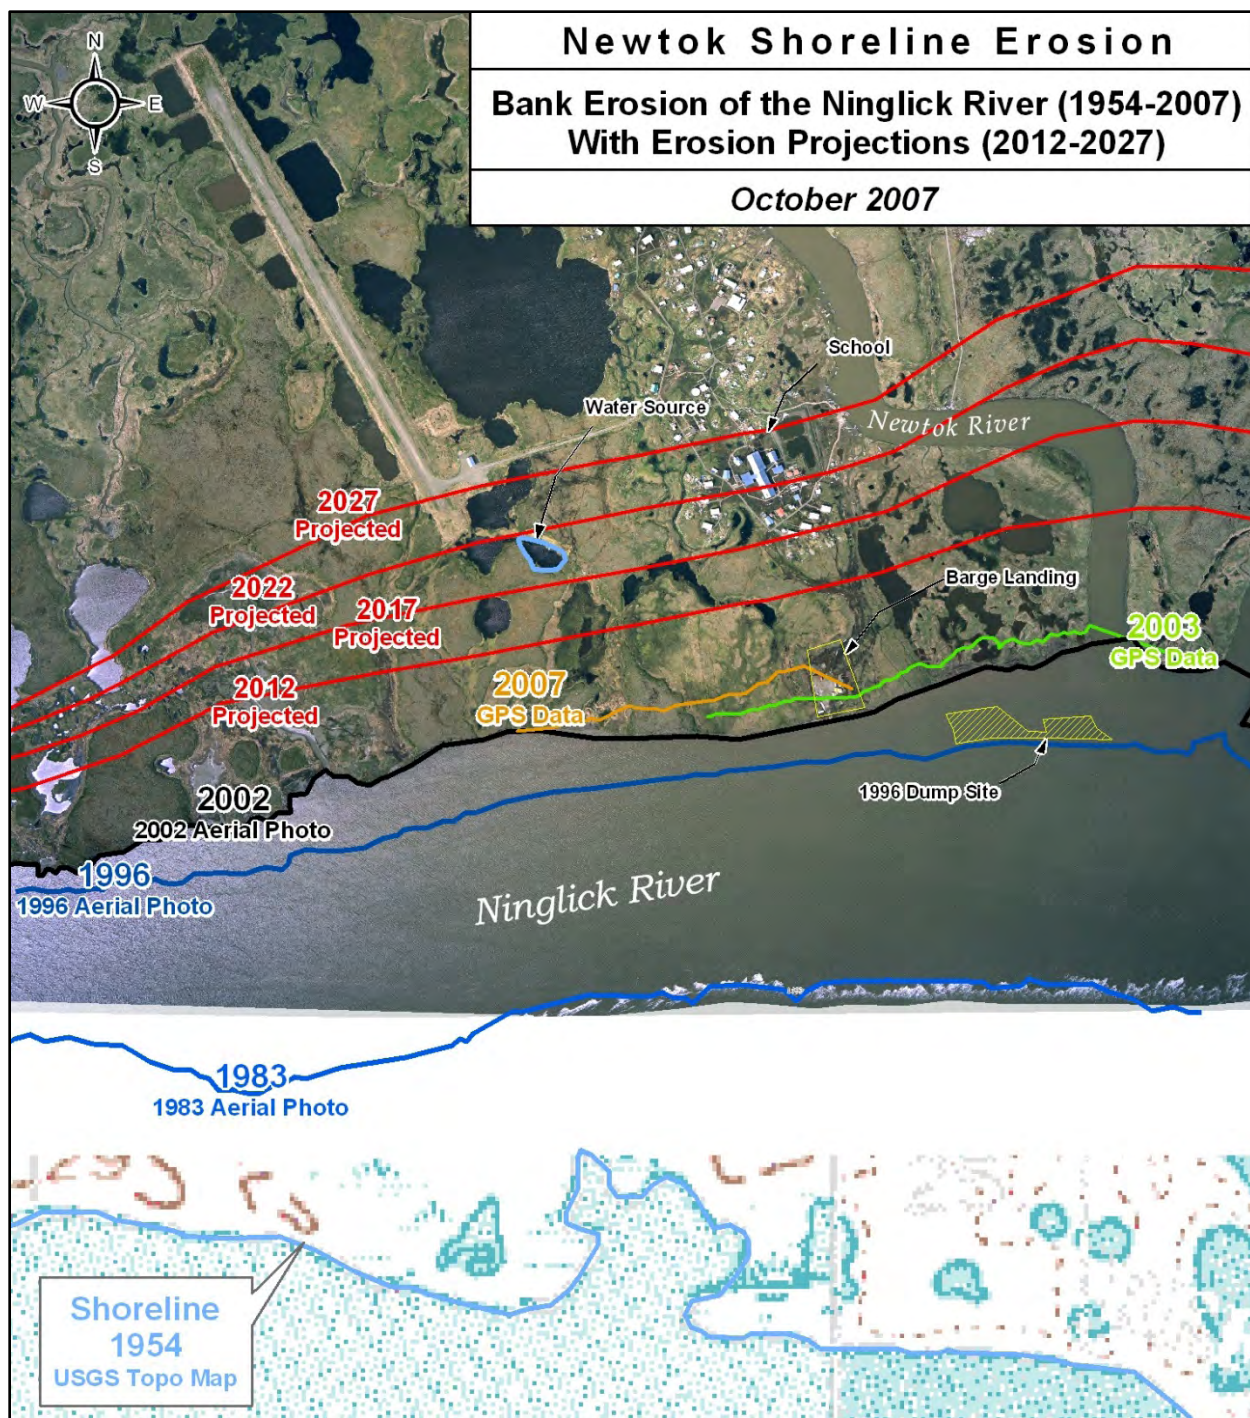 Newtok Shoreline Erosion
Bank Erosion of the Ninglick River (1954-2007)
With Erosion Projections (2012-2027)
October 2007
N
W
E
S
School
Water Source
Newtok River
2027
Projected
2022
Projected
2017
Projected
Barge Landing
2012
Projected
2007
GPS Data
2003
GPS Data
2002
2002 Aerial Photo
1996 Dump Site
1996
1996 Aerial Photo
Ninglick River
1983
1983 Aerial Photo
Shoreline
1954
USGS Topo Map